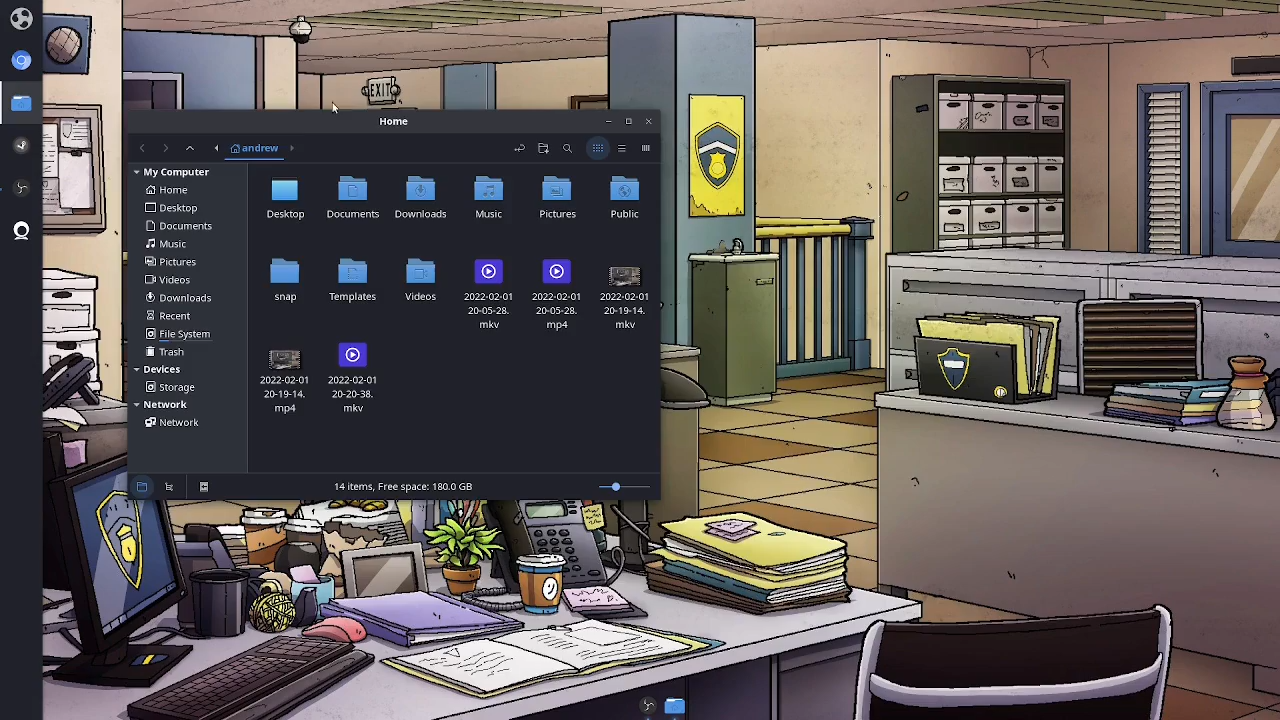 EXIT
Home
andrew
My Computer
Home
Desktop
Documents
Music
Pictures
Videos
Downloads
Recent
File System
Trash
Devices
Storage
Network
Network
Desktop
Documents
Downloads
Music
Pictures
Public
snap
Templates
Videos
2022-02-01
20-05-28.
mkv
2022-02-01
20-05-28.
mp4
2022-02-01
20-19-14.
mkv
2022-02-01
20-19-14.
mp4
2022-02-01
20-20-38.
mkv
14 items, Free space: 180.0 GB